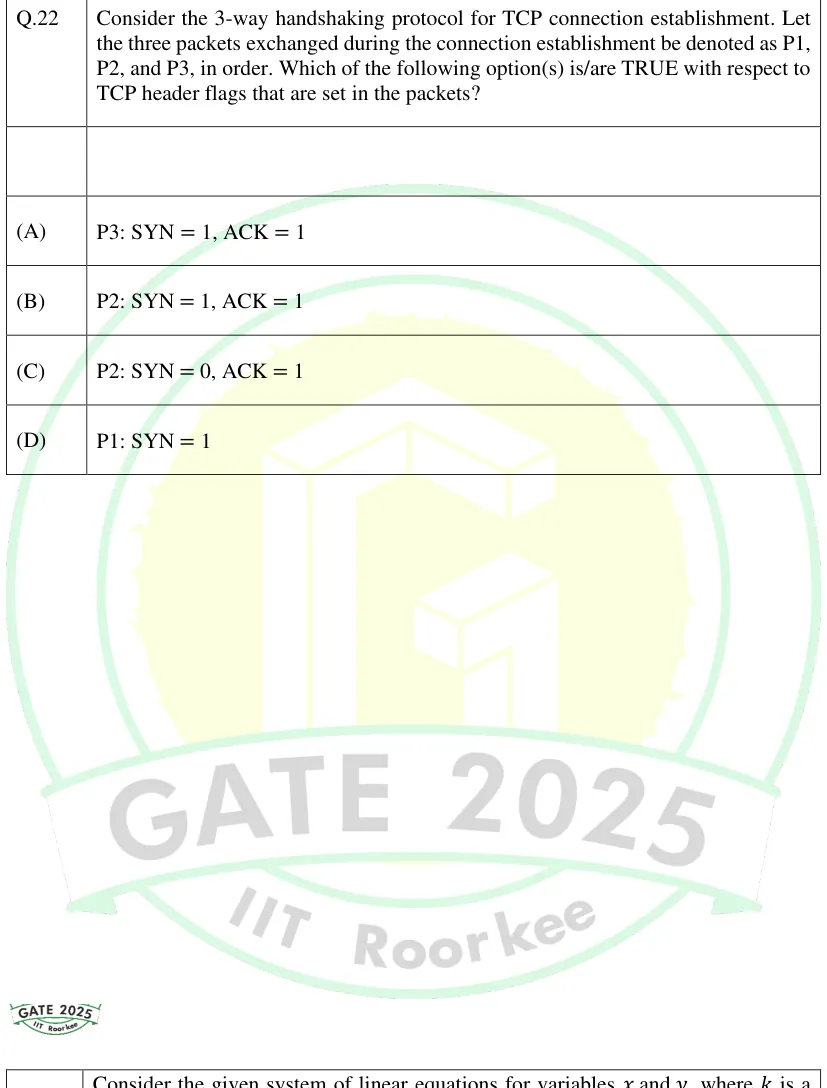 Q.22 Consider the 3-way handshaking protocol for TCP connection establishment. Let
the three packets exchanged during the connection establishment be denoted as P1,
P2, and P3, in order. Which of the following option(s) is/are TRUE with respect to
TCP header flags that are set in the packets?
(A) P3: SYN = 1, ACK = 1
(B) P2: SYN = 1, ACK = 1
(C) P2: SYN = 0, ACK = 1
(D) P1: SYN = 1
GATE 2025
IIT Roorkee
GATE 2025
IIT Roorkee
Consider the given system of linear equations for variables x and y, where k is a